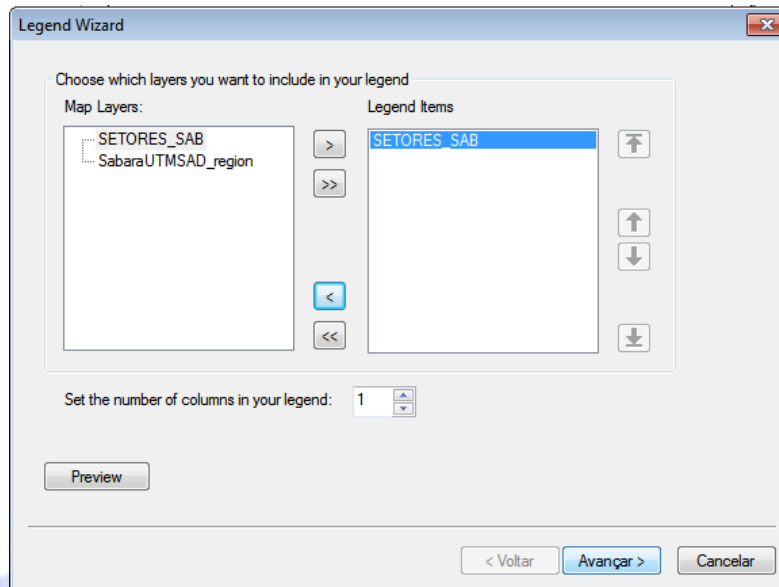 Legend Wizard
Choose which layers you want to include in your legend
Map Layers:
Legend Items
SETORES_SAB
SabaraUTMSAD_region
>
>>
<
<<
SETORES_SAB
Set the number of columns in your legend: 1
Preview
< Voltar
Avançar >
Cancelar